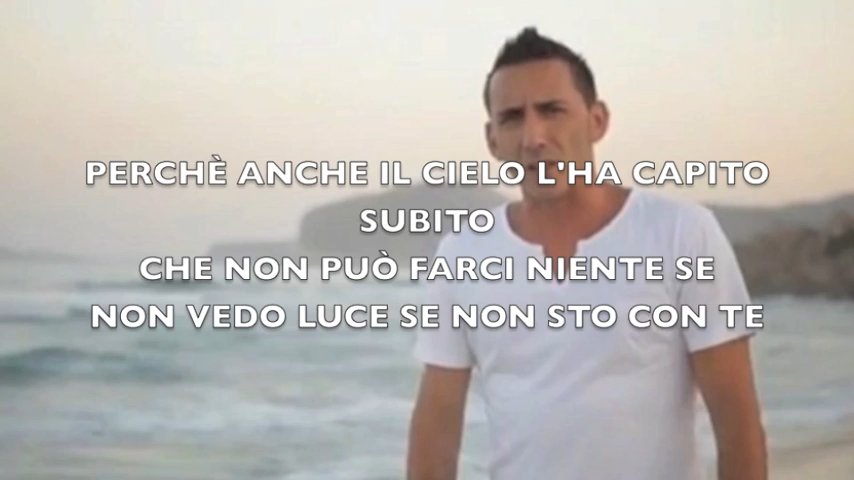 PERCHÈ ANCHE IL CIELO L'HA CAPITO
SUBITO
CHE NON PUÒ FARCI NIENTE SE
NON VEDO LUCE SE NON STO CON TE